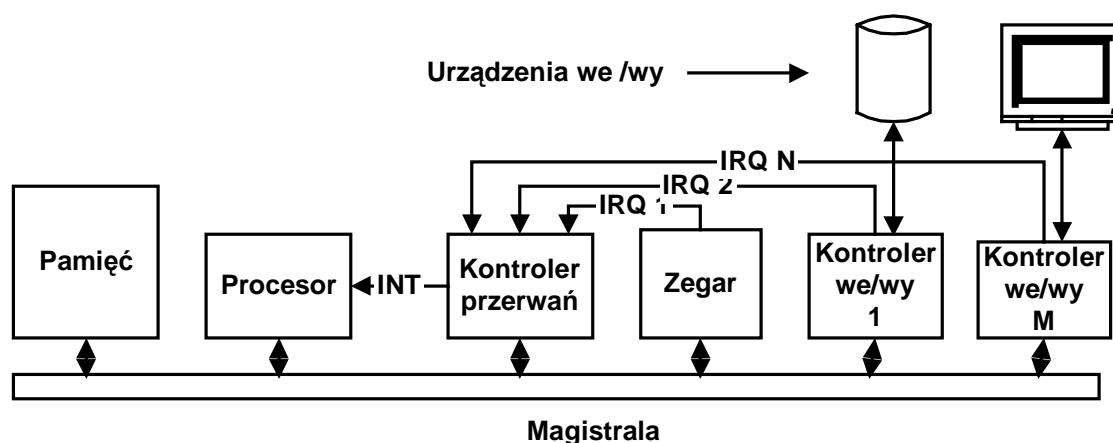 Urządzenia we /wy
IRQ N
IRQ 2
IRQ 1
Pamięć
Procesor
INT
Kontroler
przerwań
Zegar
Kontroler
we/wy
1
Kontroler
we/wy
M
Magistrala